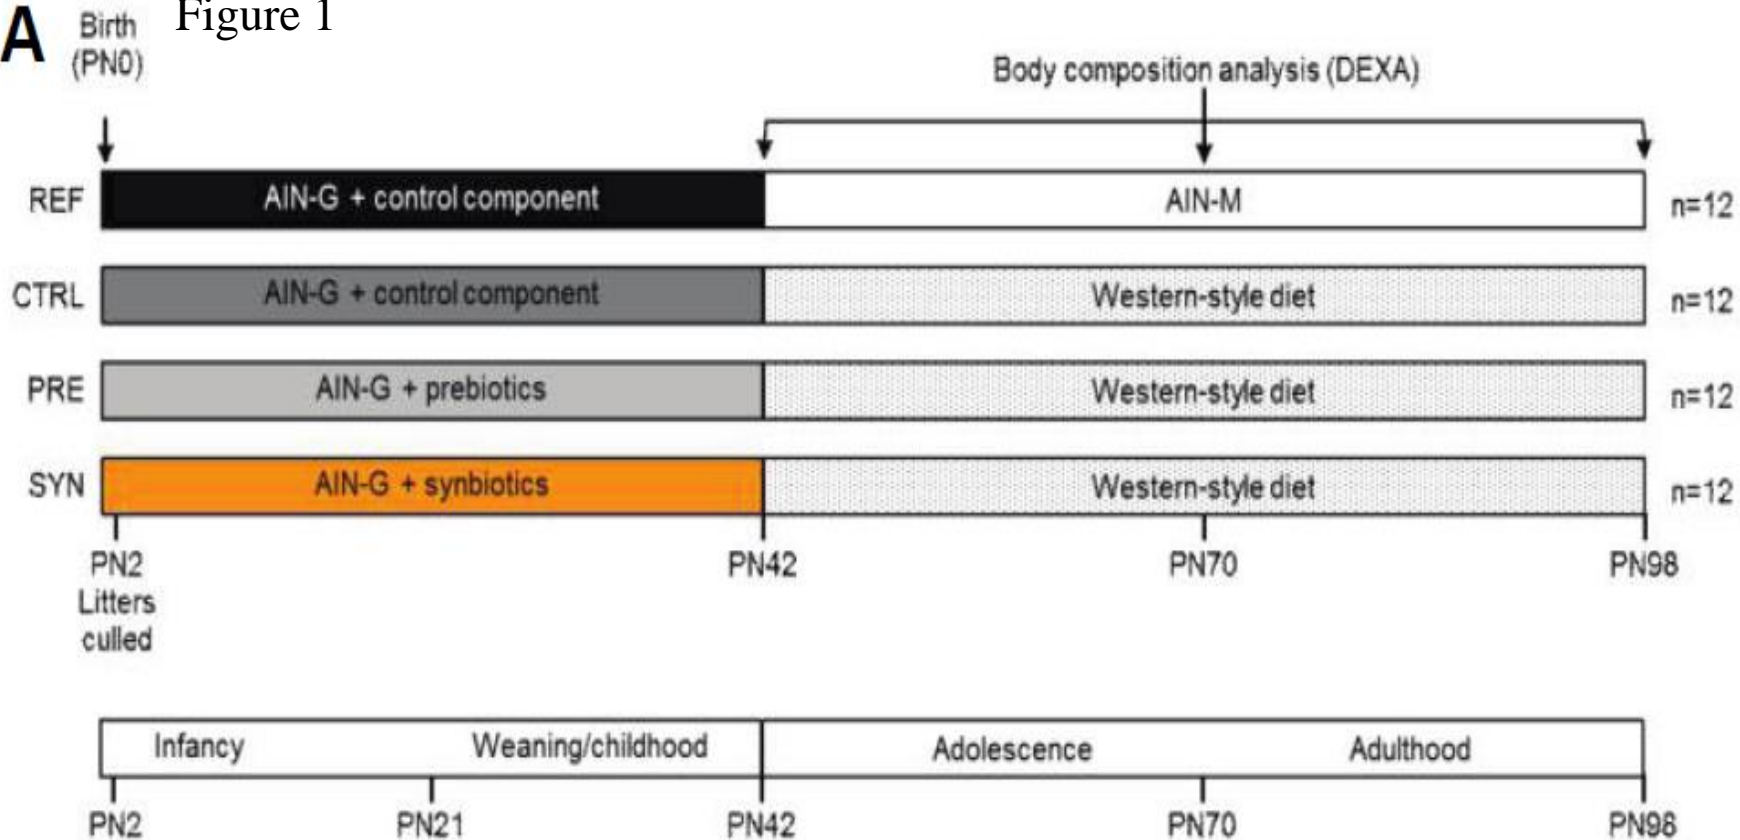 A
Birth
(PN0)
Figure 1
Body composition analysis (DEXA)
REF
AIN-G + control component
AIN-M
n=12
CTRL
AIN-G + control component
Western-style diet
n=12
PRE
AIN-G + prebiotics
Western-style diet
n=12
SYN
AIN-G + synbiotics
Western-style diet
n=12
PN2
Litters
culled
PN42
PN70
PN98
Infancy
Weaning/childhood
Adolescence
Adulthood
PN2
PN21
PN42
PN70
PN98